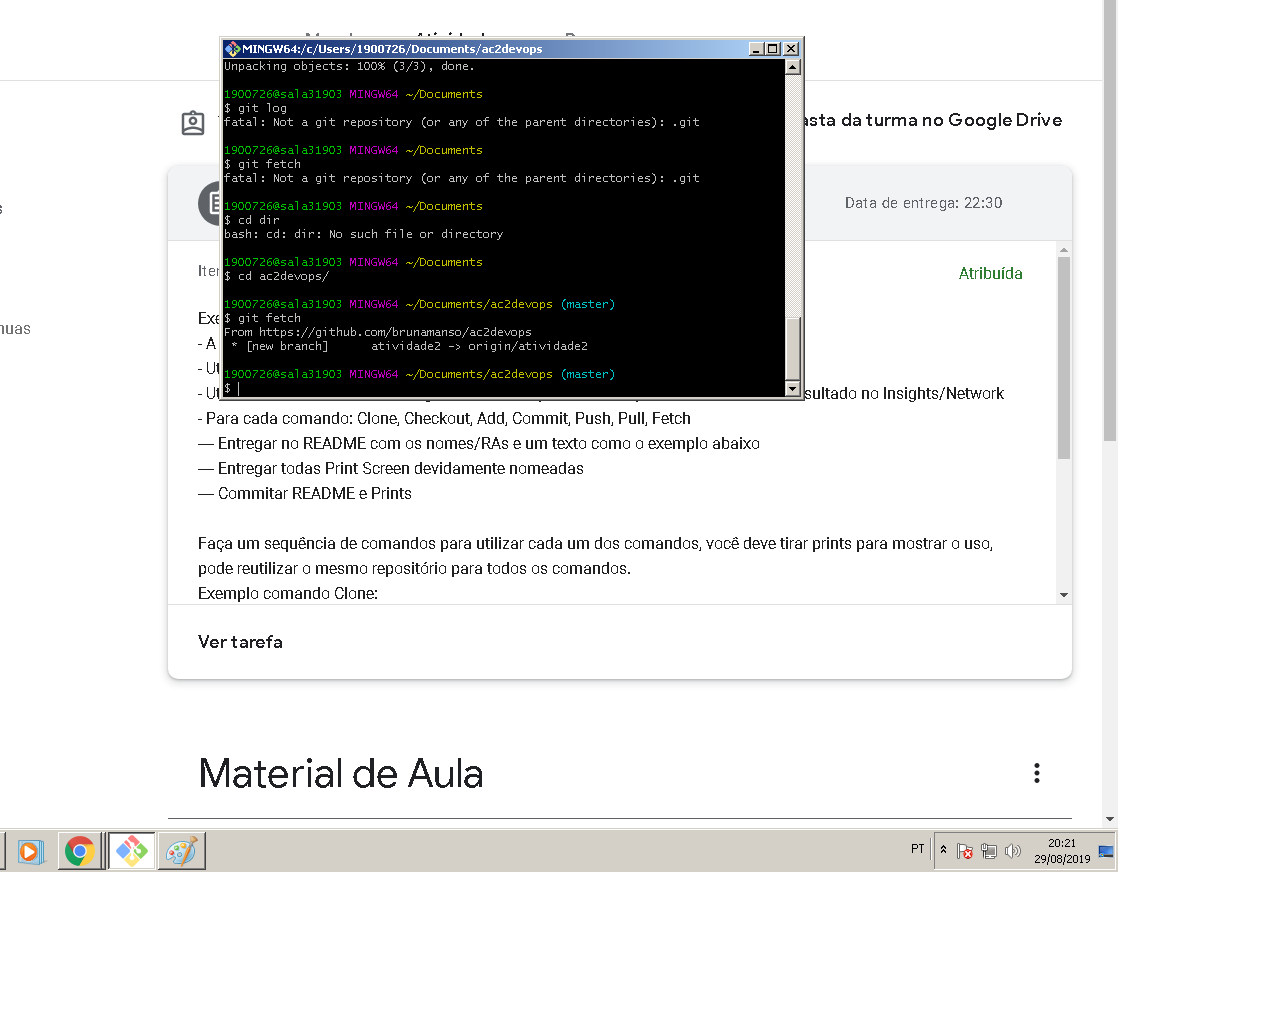 MINGW64:/c/Users/1900726/Documents/ac2devops
Unpacking objects: 100% (3/3), done.
1900726@sala31903 MINGW64 ~/Documents
$ git log
fatal: Not a git repository (or any of the parent directories): .git
1900726@sala31903 MINGW64 ~/Documents
$ git fetch
fatal: Not a git repository (or any of the parent directories): .git
1900726@sala31903 MINGW64 ~/Documents
$ cd dir
bash: cd: dir: No such file or directory
1900726@sala31903 MINGW64 ~/Documents
$ cd ac2devops/
1900726@sala31903 MINGW64 ~/Documents/ac2devops (master)
$ git fetch
From https://github.com/brunamanso/ac2devops
* [new branch] atividade2 -> origin/atividade2
1900726@sala31903 MINGW64 ~/Documents/ac2devops (master)
$
asta da turma no Google Drive
Data de entrega: 22:30
Atribuída
nuas
- A
sultado no Insights/Network
- Para cada comando: Clone, Checkout, Add, Commit, Push, Pull, Fetch
— Entregar no README com os nomes/RAs e um texto como o exemplo abaixo
— Entregar todas Print Screen devidamente nomeadas
— Commitar README e Prints
Faça um sequência de comandos para utilizar cada um dos comandos, você deve tirar prints para mostrar o uso,
pode reutilizar o mesmo repositório para todos os comandos.
Exemplo comando Clone:
Ver tarefa
Material de Aula
PT
20:21
29/08/2019